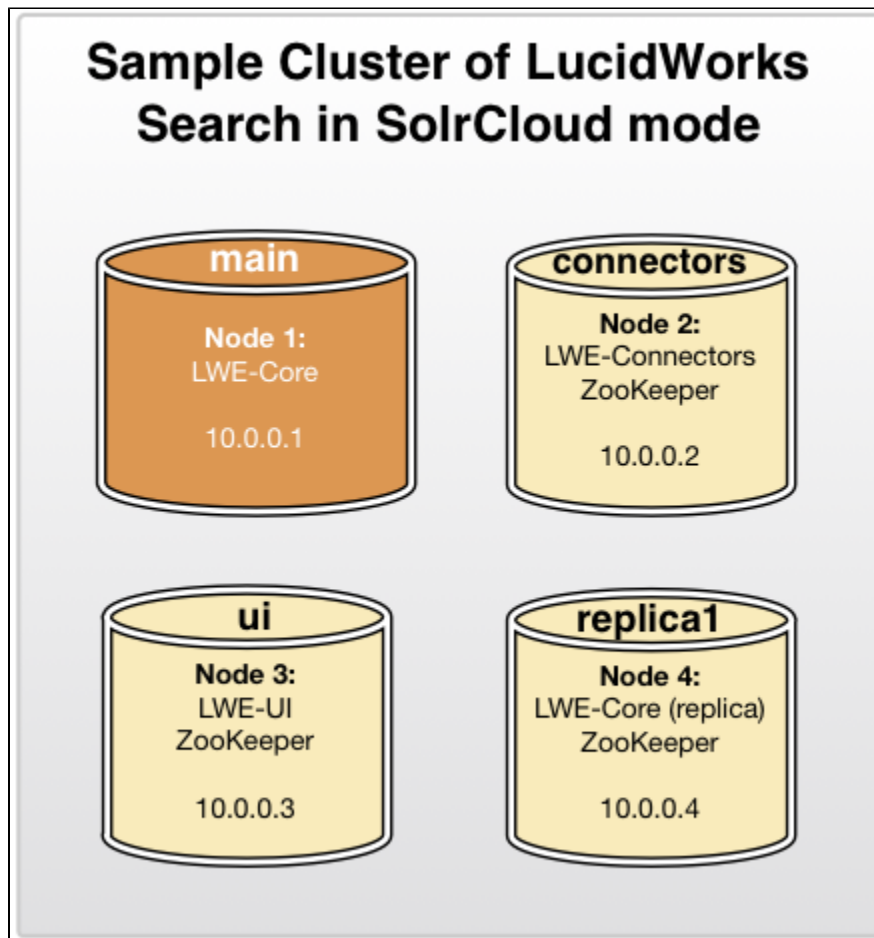 Sample Cluster of LucidWorks
Search in SolrCloud mode
main
Node 1:
LWE-Core
10.0.0.1
connectors
Node 2:
LWE-Connectors
ZooKeeper
10.0.0.2
ui
Node 3:
LWE-UI
ZooKeeper
10.0.0.3
replica1
Node 4:
LWE-Core (replica)
ZooKeeper
10.0.0.4